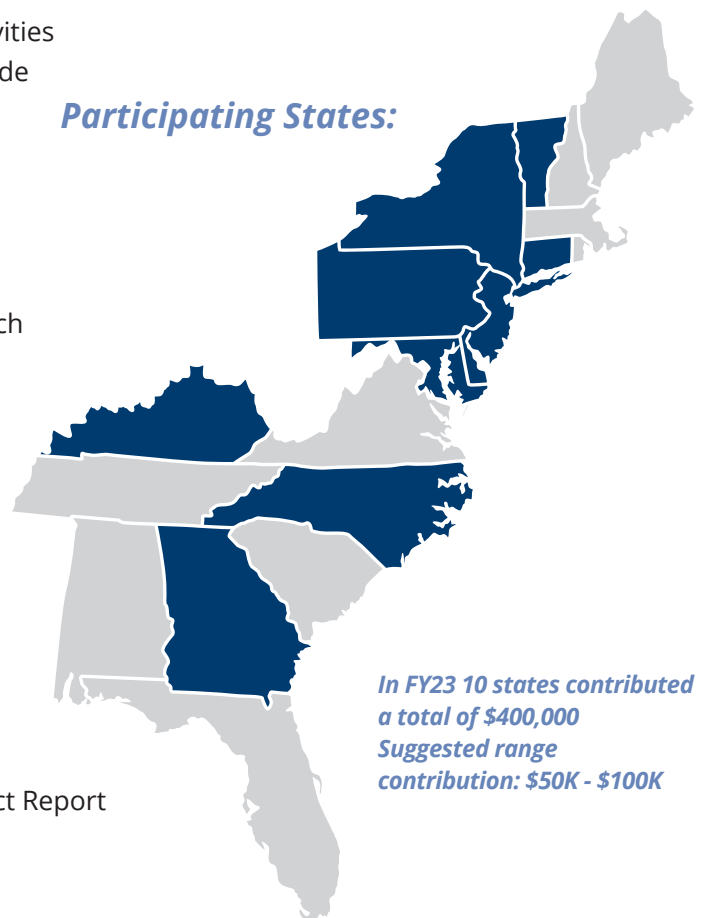 vities
de
Participating States:
ch
In FY23 10 states contributed
a total of $400,000
Suggested range
contribution: $50K - $100K
ct Report